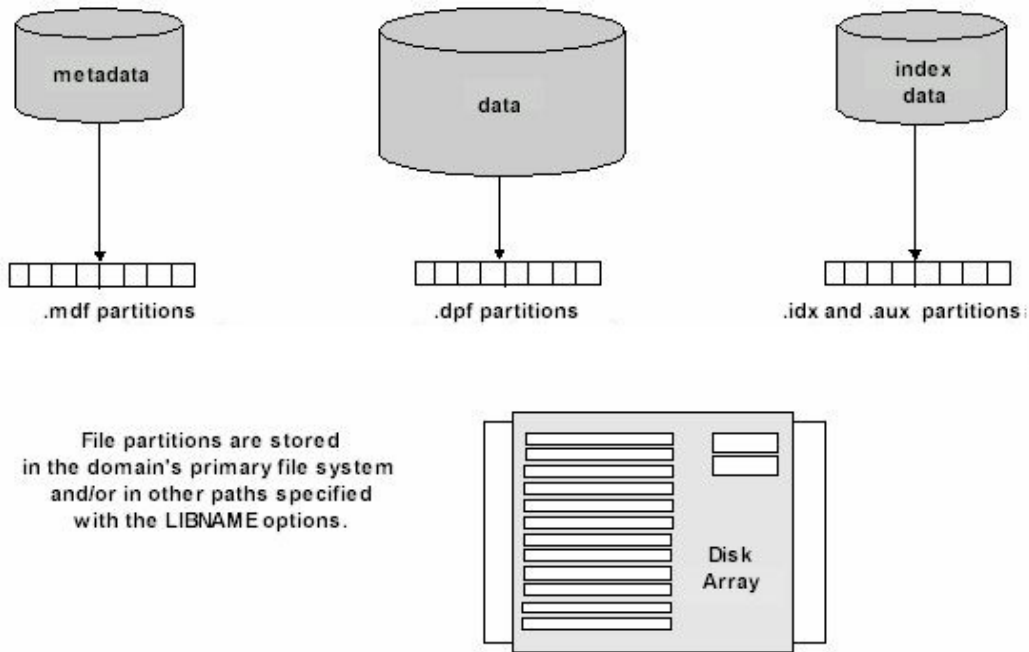 metadata
data
index
data
.mdf partitions
.dpf partitions
.idx and .aux partitions
File partitions are stored
in the domain's primary file system
and/or in other paths specified
with the LIBNAME options.
Disk
Array